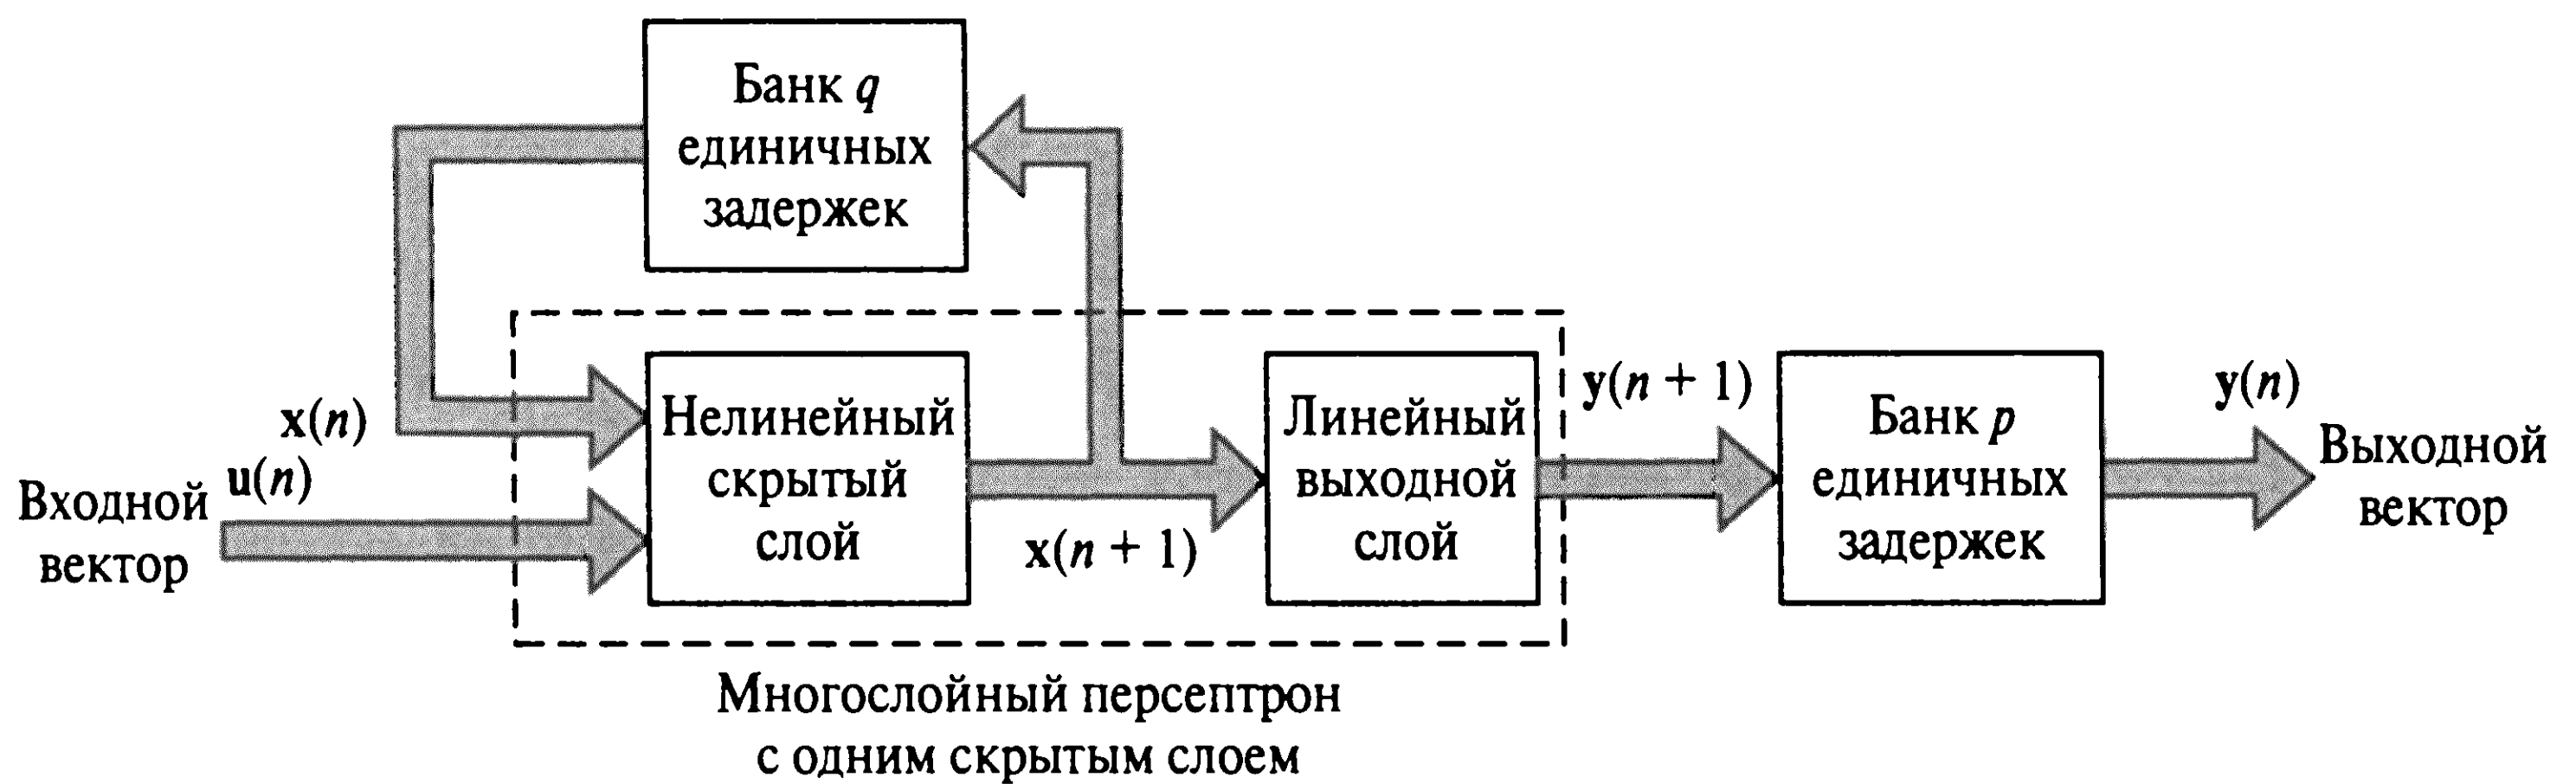 Банк q
единичных
задержек
x(n)
u(n)
Входной
вектор
Нелинейный
скрытый
слой
x(n + 1)
Линейный
выходной
слой
y(n + 1)
Банк p
единичных
задержек
y(n)
Выходной
вектор
Многослойный персептрон
с одним скрытым слоем